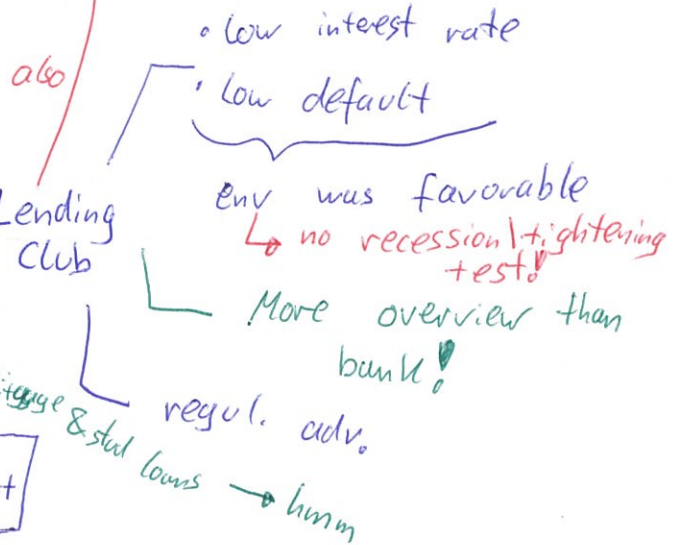 • low interest rate
also
• Low default
env was favorable
Lending
Club
↳ no recession \ tightening
test!
More overview than
bank!
regul. adv.
& stud loans → hmm